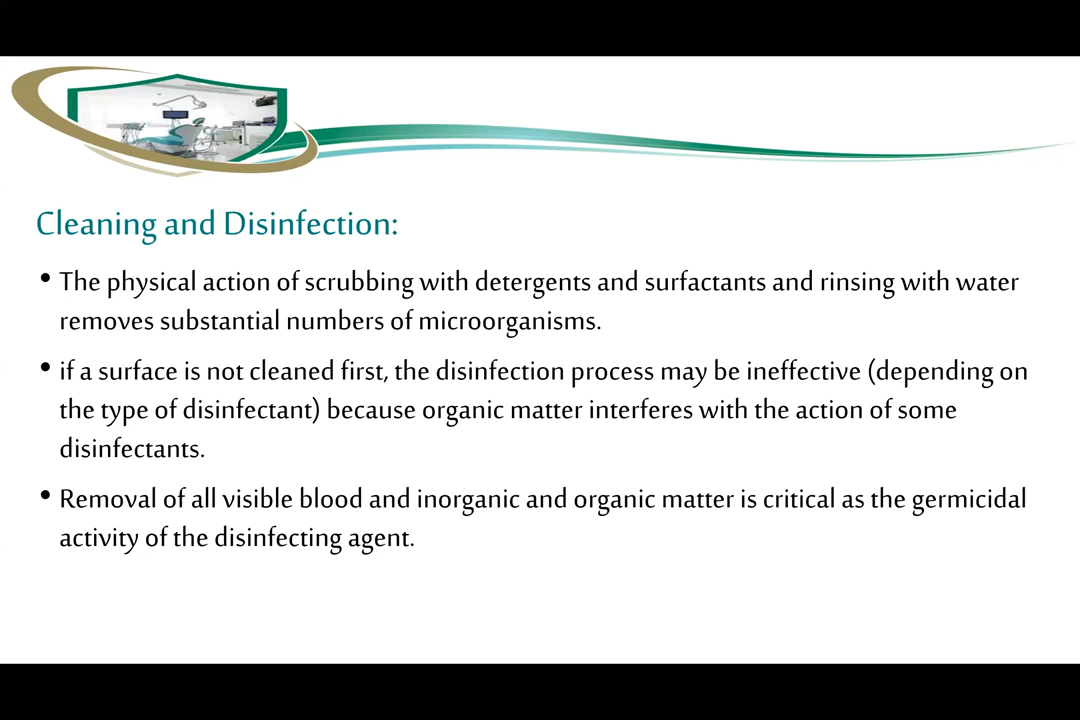 Cleaning and Disinfection:
• The physical action of scrubbing with detergents and surfactants and rinsing with water
removes substantial numbers of microorganisms.
• if a surface is not cleaned first, the disinfection process may be ineffective (depending on
the type of disinfectant) because organic matter interferes with the action of some
disinfectants.
• Removal of all visible blood and inorganic and organic matter is critical as the germicidal
activity of the disinfecting agent.